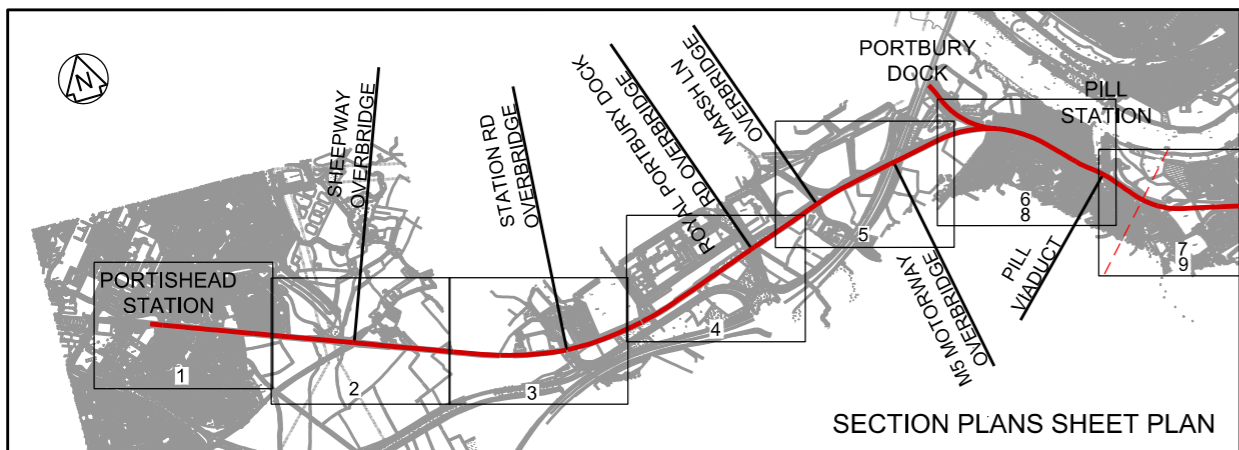 N
PORTISHEAD
STATION
SHEEPWAY
OVERBRIDGE
STATION RD
OVERBRIDGE
ROYAL PORTBURY DOCK
RD OVERBRIDGE
MARSH LN
OVERBRIDGE
PORTBURY
DOCK
PILL
STATION
M5 MOTORWAY
OVERBRIDGE
PILL
VIADUCT
1
2
3
4
5
6
8
7
9
SECTION PLANS SHEET PLAN